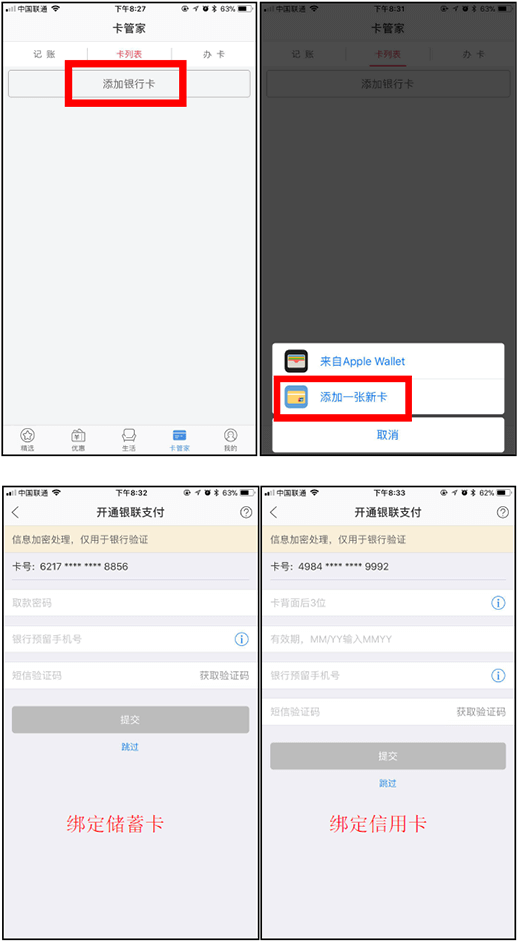 中国联通 下午8:27 63%
卡管家
记 账 卡列表 办 卡
添加银行卡
精选 优惠 生活 卡管家 我的
中国联通 下午8:31 63%
卡管家
记 账 卡列表 办 卡
添加银行卡
来自Apple Wallet
添加一张新卡
取消
中国联通 下午8:32 63%
开通银联支付
信息加密处理，仅用于银行验证
卡号：6217 **** **** 8856
取款密码
银行预留手机号
短信验证码 获取验证码
提交
跳过
绑定储蓄卡
中国联通 下午8:33 62%
开通银联支付
信息加密处理，仅用于银行验证
卡号：4984 **** **** 9992
卡背面后3位
有效期，MM/YY输入MMYY
银行预留手机号
短信验证码 获取验证码
提交
跳过
绑定信用卡